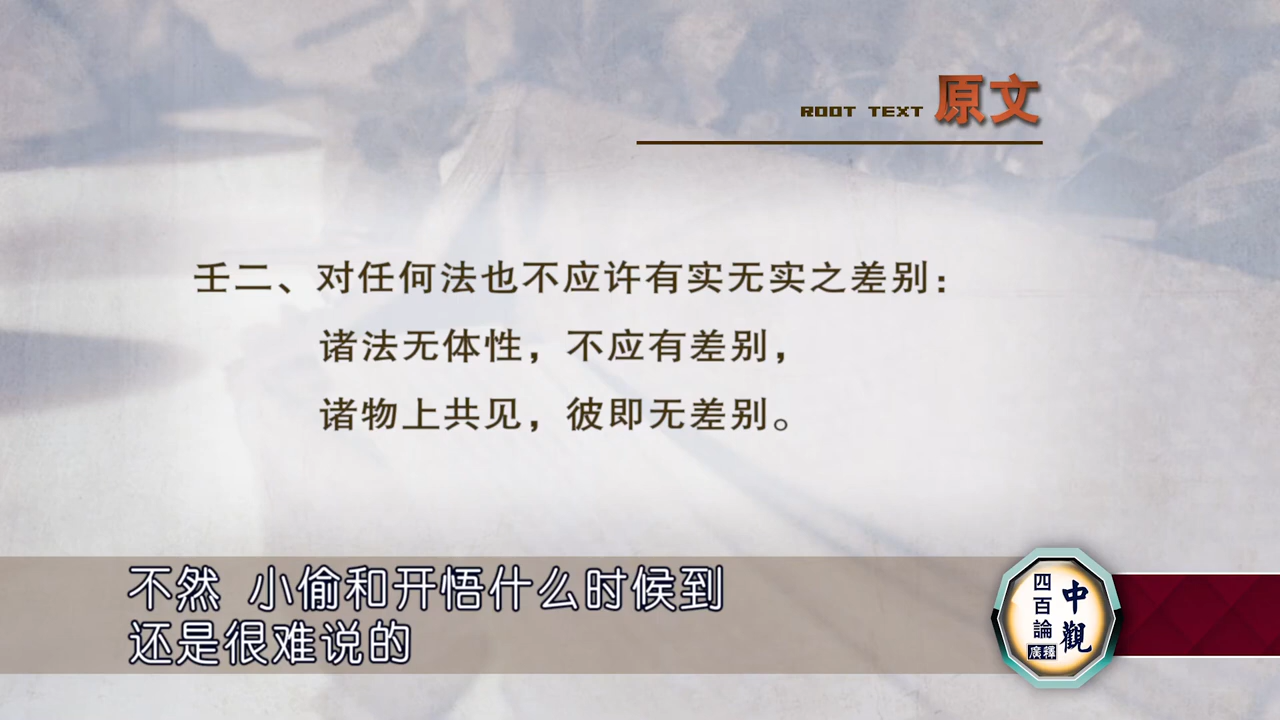 ROOT TEXT 原文
壬二、对任何法也不应许有实无实之差别：
诸法无体性，不应有差别，
诸物上共见，彼即无差别。
不然 小偷和开悟什么时候到
还是很难说的
中觀
四百論
廣釋